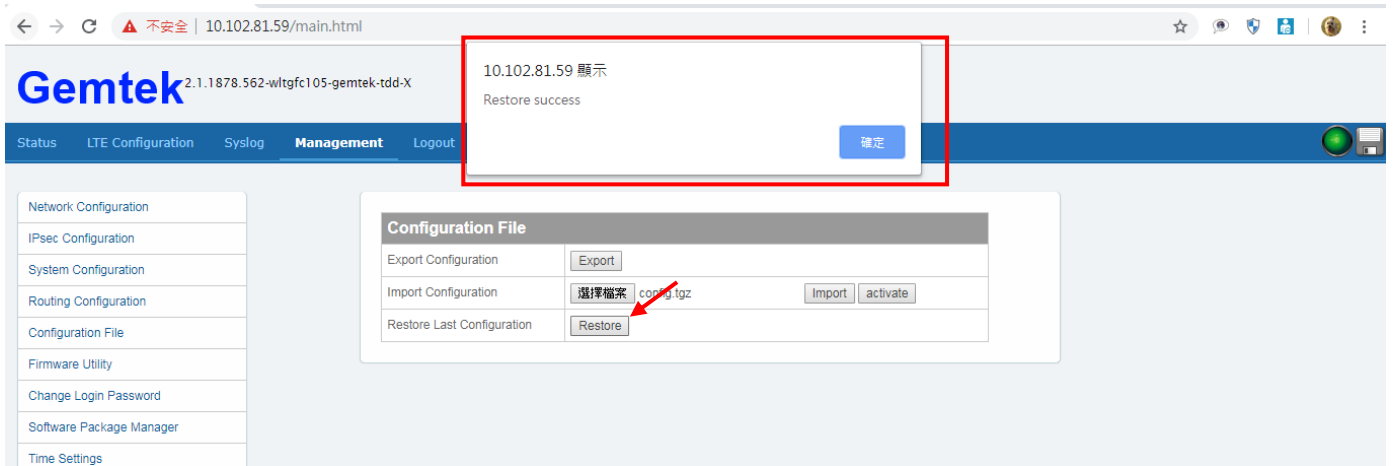 不安全 | 10.102.81.59/main.html
10.102.81.59 顯示
Restore success
確定
Gemtek 2.1.1878.562-wltgfc105-gemtek-tdd-X
Status LTE Configuration Syslog Management Logout
Network Configuration
IPsec Configuration
System Configuration
Routing Configuration
Configuration File
Firmware Utility
Change Login Password
Software Package Manager
Time Settings
Configuration File
Export Configuration Export
Import Configuration 選擇檔案 config.tgz Import activate
Restore Last Configuration Restore